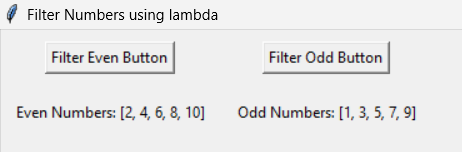 Filter Numbers using lambda
Filter Even Button Filter Odd Button
Even Numbers: [2, 4, 6, 8, 10] Odd Numbers: [1, 3, 5, 7, 9]